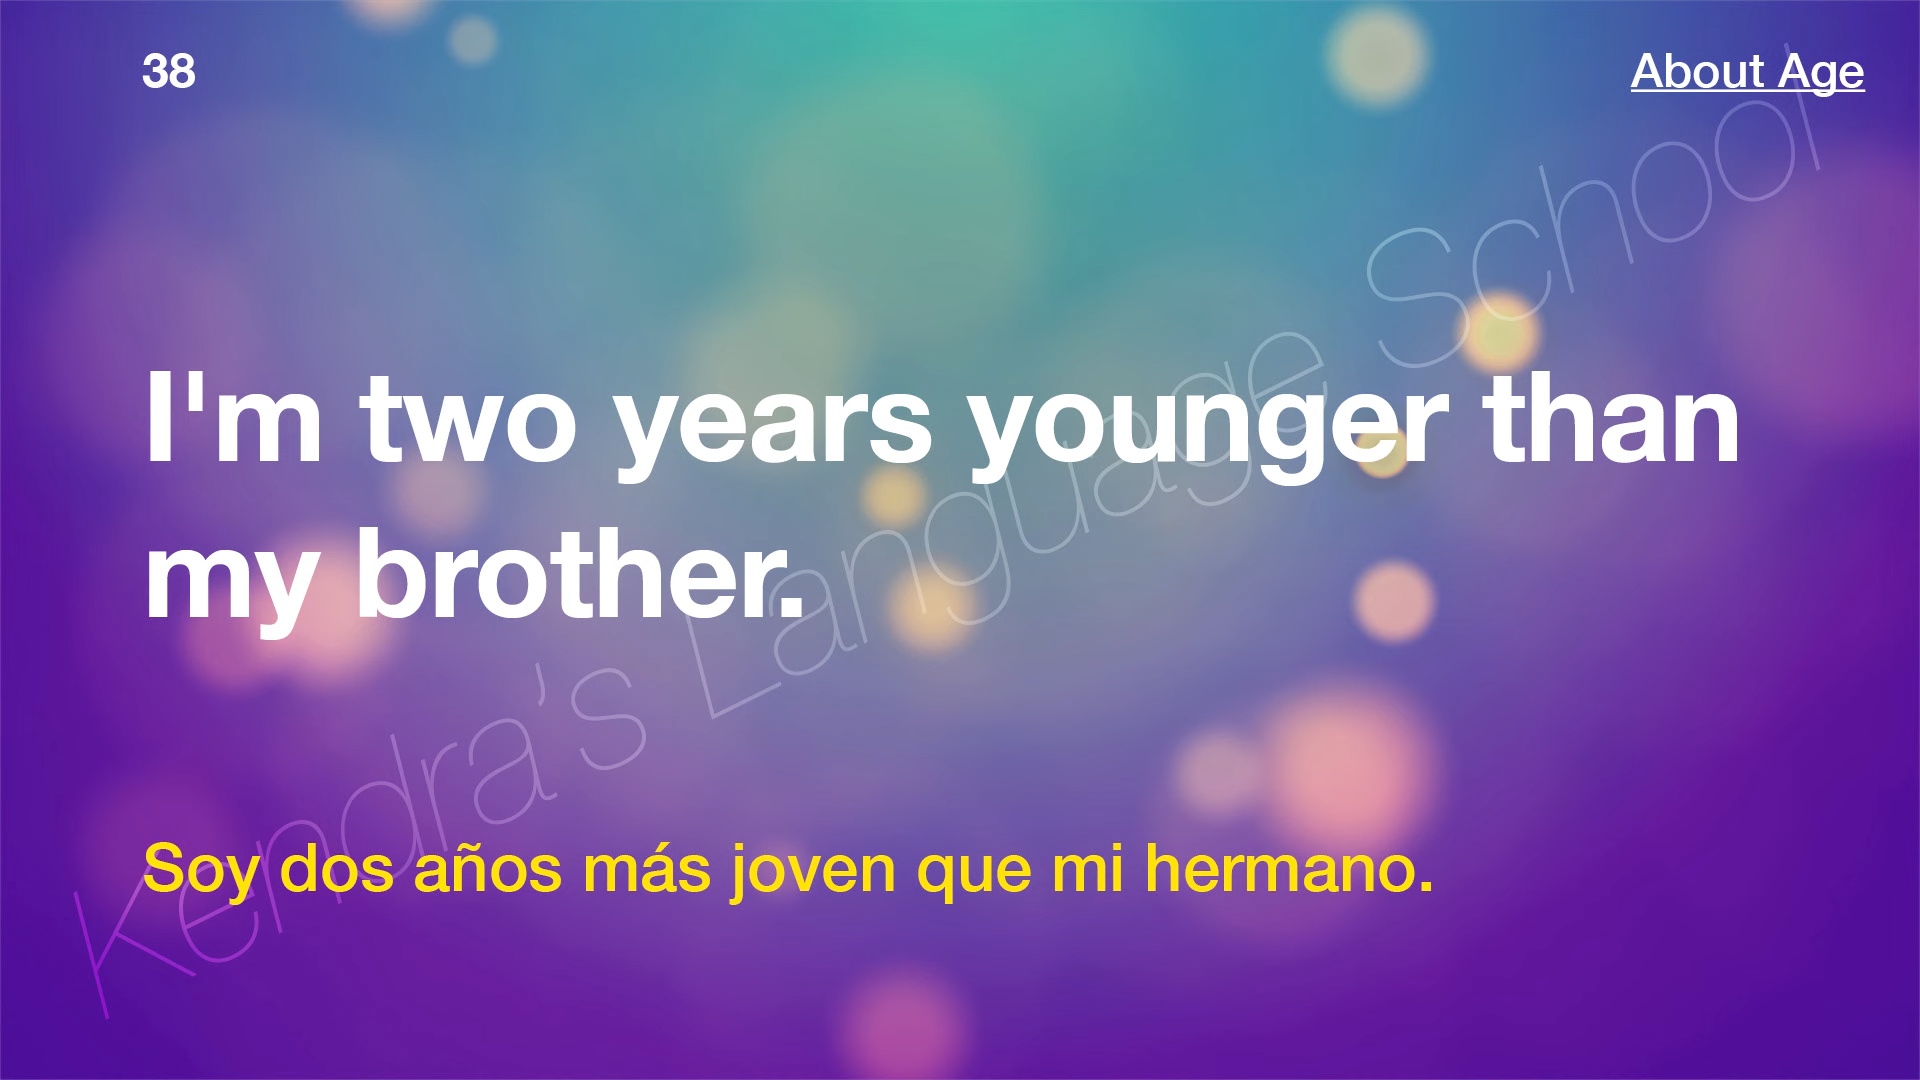 38
About Age
I'm two years younger than
my brother.
Soy dos años más joven que mi hermano.
Kendra’s Language School